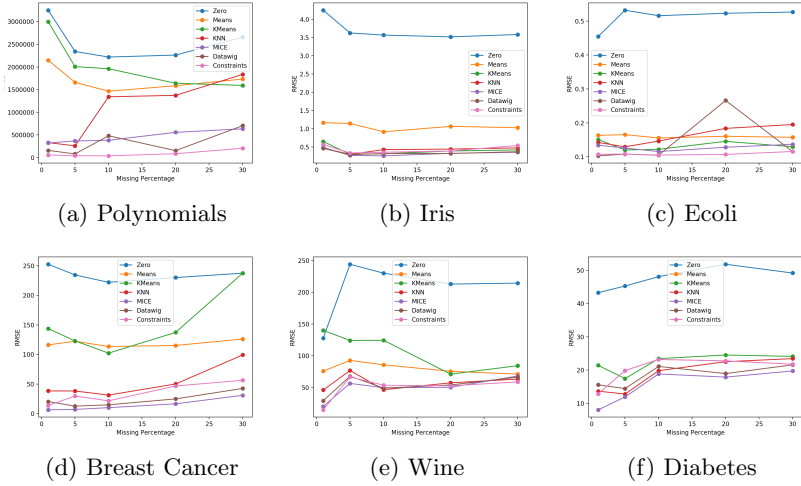 3000000
2500000
2000000
1500000
1000000
500000
0
0 5 10 15 20 25 30
Missing Percentage
Zero
Means
KMeans
KNN
MICE
Datawig
Constraints
(a) Polynomials
RMSE
4.0
3.5
3.0
2.5
2.0
1.5
1.0
0.5
0 5 10 15 20 25 30
Missing Percentage
Zero
Means
KMeans
KNN
MICE
Datawig
Constraints
(b) Iris
RMSE
0.5
0.4
0.3
0.2
0.1
0 5 10 15 20 25 30
Missing Percentage
Zero
Means
KMeans
KNN
MICE
Datawig
Constraints
(c) Ecoli
RMSE
250
200
150
100
50
0
0 5 10 15 20 25 30
Missing Percentage
Zero
Means
KMeans
KNN
MICE
Datawig
Constraints
(d) Breast Cancer
RMSE
250
200
150
100
50
0 5 10 15 20 25 30
Missing Percentage
Zero
Means
KMeans
KNN
MICE
Datawig
Constraints
(e) Wine
RMSE
50
40
30
20
10
0 5 10 15 20 25 30
Missing Percentage
Zero
Means
KMeans
KNN
MICE
Datawig
Constraints
(f) Diabetes